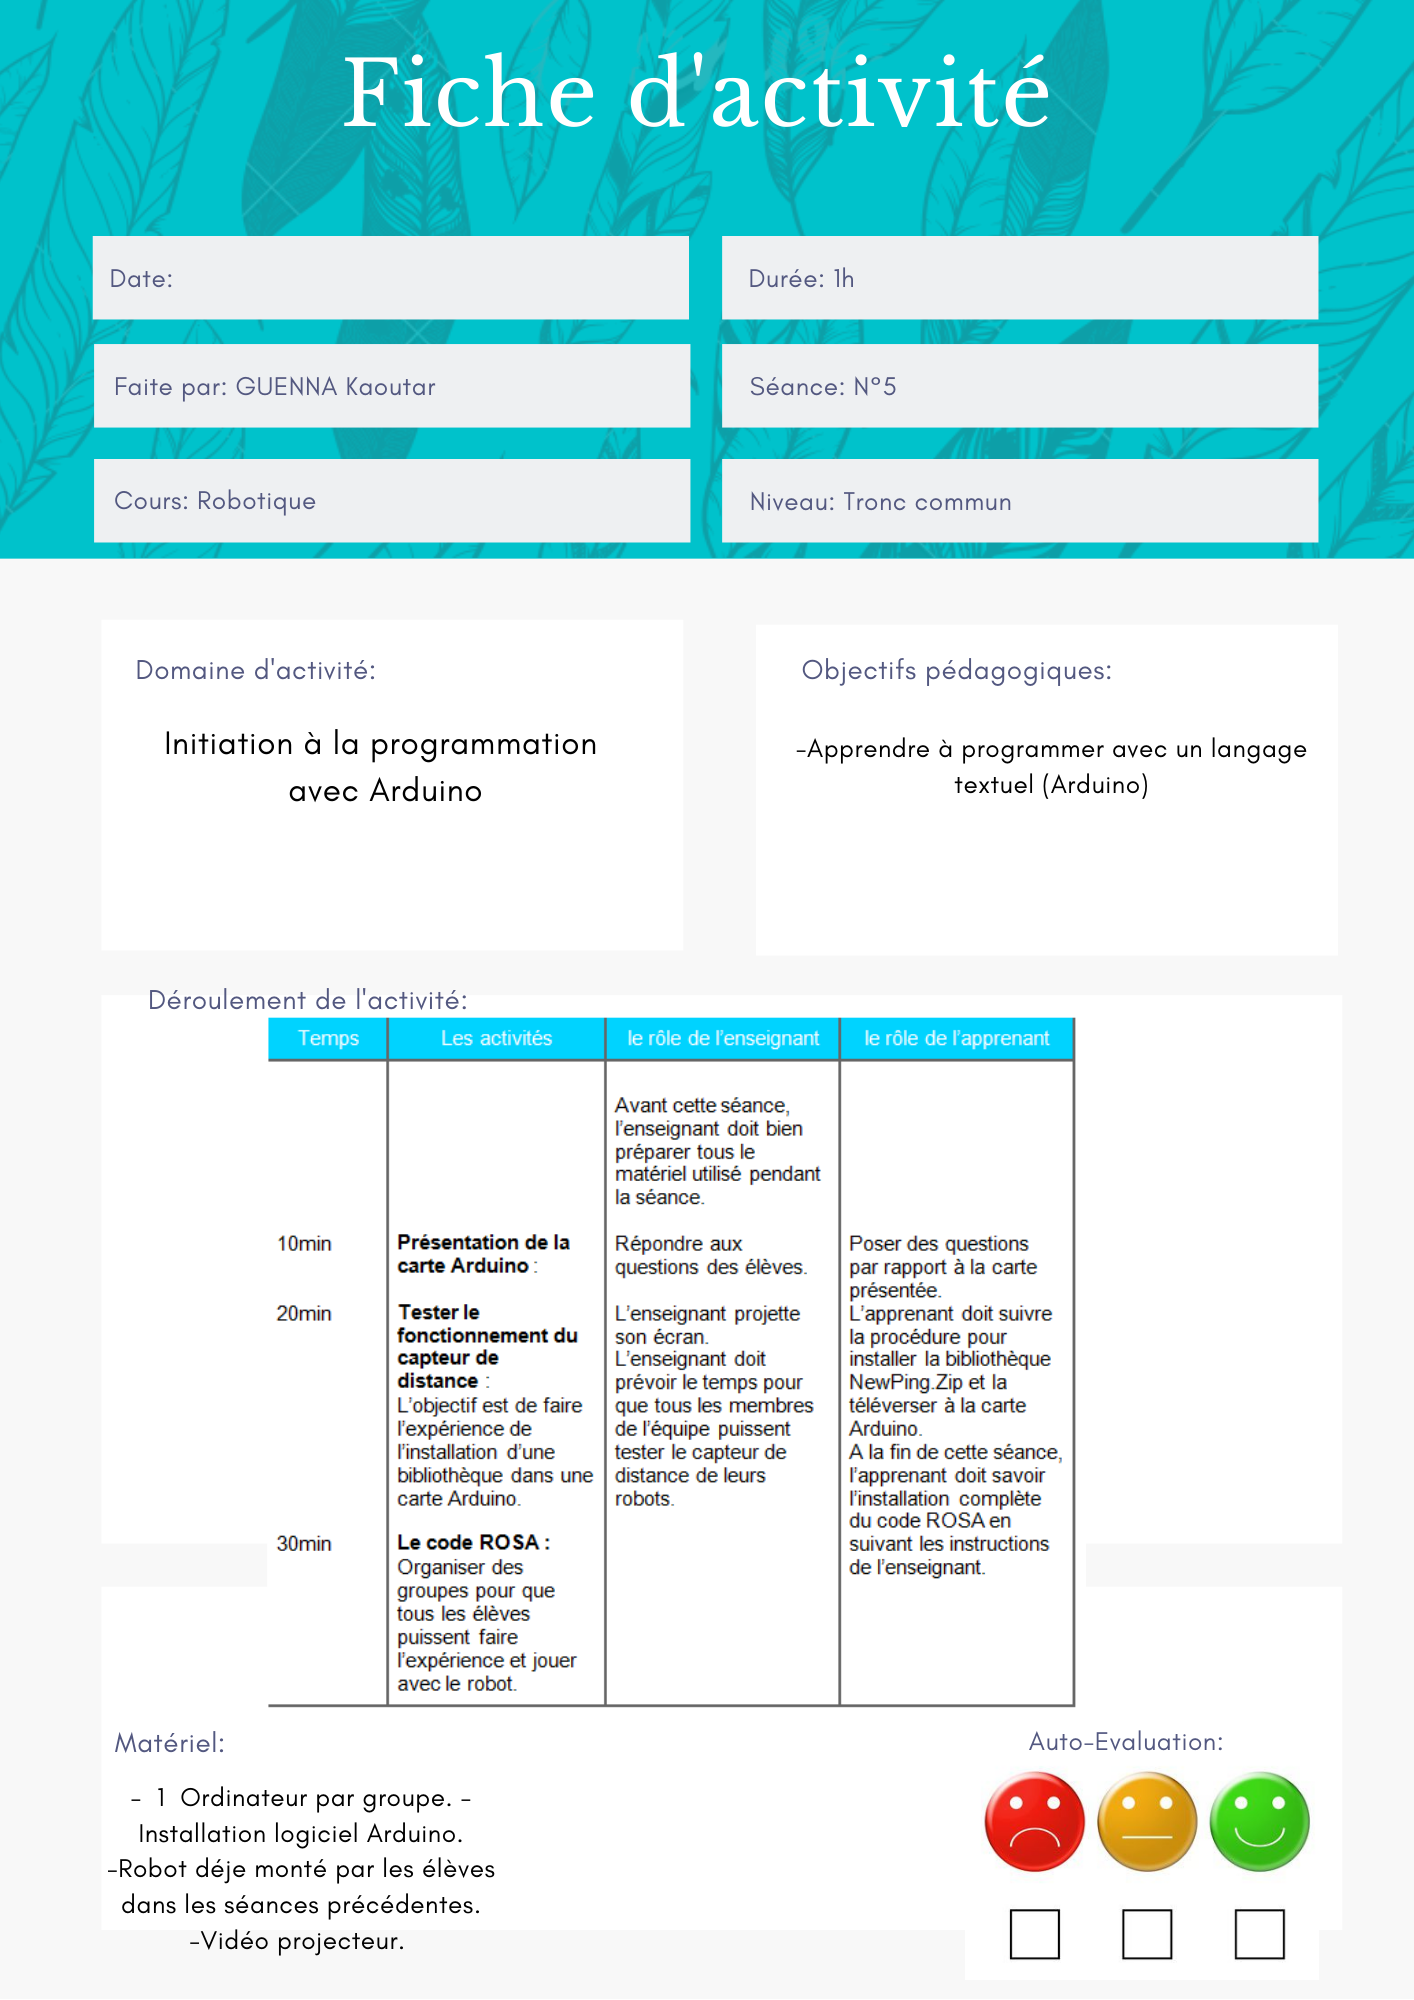 Fiche d'activité
Date:
Durée: 1h
Faite par: GUENNA Kaoutar
Séance: N°5
Cours: Robotique
Niveau: Tronc commun
Domaine d'activité:
Initiation à la programmation
avec Arduino
Objectifs pédagogiques:
-Apprendre à programmer avec un langage
textuel (Arduino)
Déroulement de l'activité:
Temps
Les activités
le rôle de l’enseignant
le rôle de l’apprenant
Avant cette séance,
l’enseignant doit bien
préparer tous le
matériel utilisé pendant
la séance.
10min
Présentation de la
carte Arduino :
Répondre aux
questions des élèves.
Poser des questions
par rapport à la carte
présentée.
20min
Tester le
fonctionnement du
capteur de
distance :
L’objectif est de faire
l’expérience de
l’installation d’une
bibliothèque dans une
carte Arduino.
L’enseignant projette
son écran.
L’enseignant doit
prévoir le temps pour
que tous les membres
de l’équipe puissent
tester le capteur de
distance de leurs
robots.
L’apprenant doit suivre
la procédure pour
installer la bibliothèque
NewPing.Zip et la
téléverser à la carte
Arduino.
A la fin de cette séance,
l’apprenant doit savoir
l’installation complète
du code ROSA en
suivant les instructions
de l’enseignant.
30min
Le code ROSA :
Organiser des
groupes pour que
tous les élèves
puissent faire
l’expérience et jouer
avec le robot.
Matériel:
- 1 Ordinateur par groupe. -
Installation logiciel Arduino.
-Robot déje monté par les élèves
dans les séances précédentes.
-Vidéo projecteur.
Auto-Evaluation: